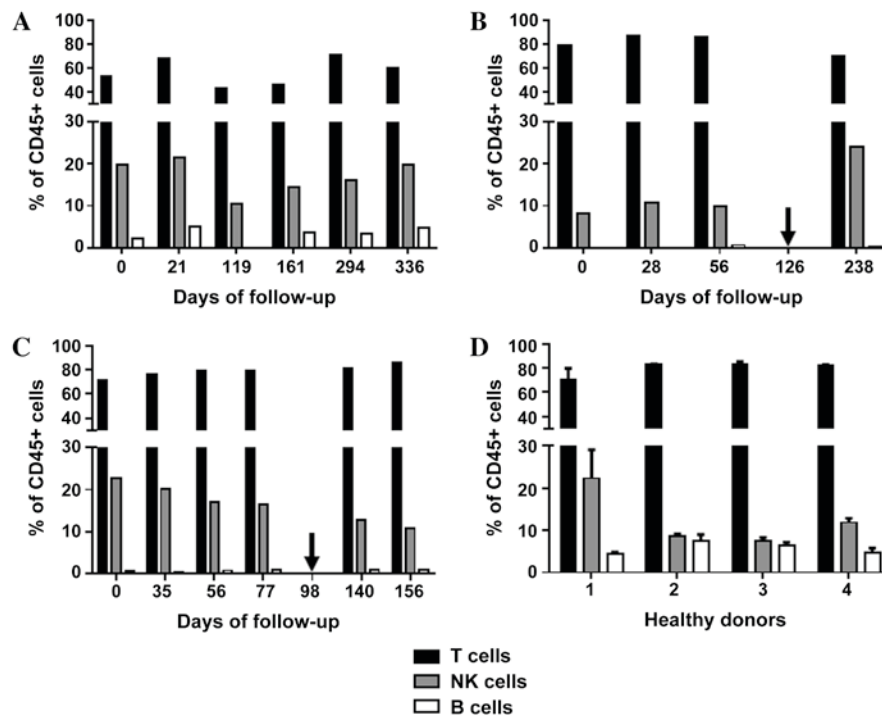 A
% of CD45+ cells
100
80
60
40
30
20
10
0
0 21 119 161 294 336
Days of follow-up
B
% of CD45+ cells
100
80
60
40
30
20
10
0
0 28 56 126 238
Days of follow-up
C
% of CD45+ cells
100
80
60
40
30
20
10
0
0 35 56 77 98 140 156
Days of follow-up
D
% of CD45+ cells
100
80
60
40
30
20
10
0
1 2 3 4
Healthy donors
T cells
NK cells
B cells